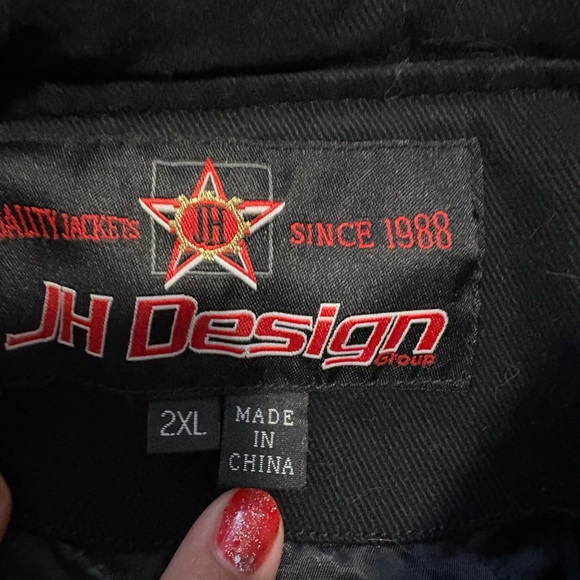 JACKETS
SINCE 1988
JH
JH Design
Group
2XL
MADE
IN
CHINA